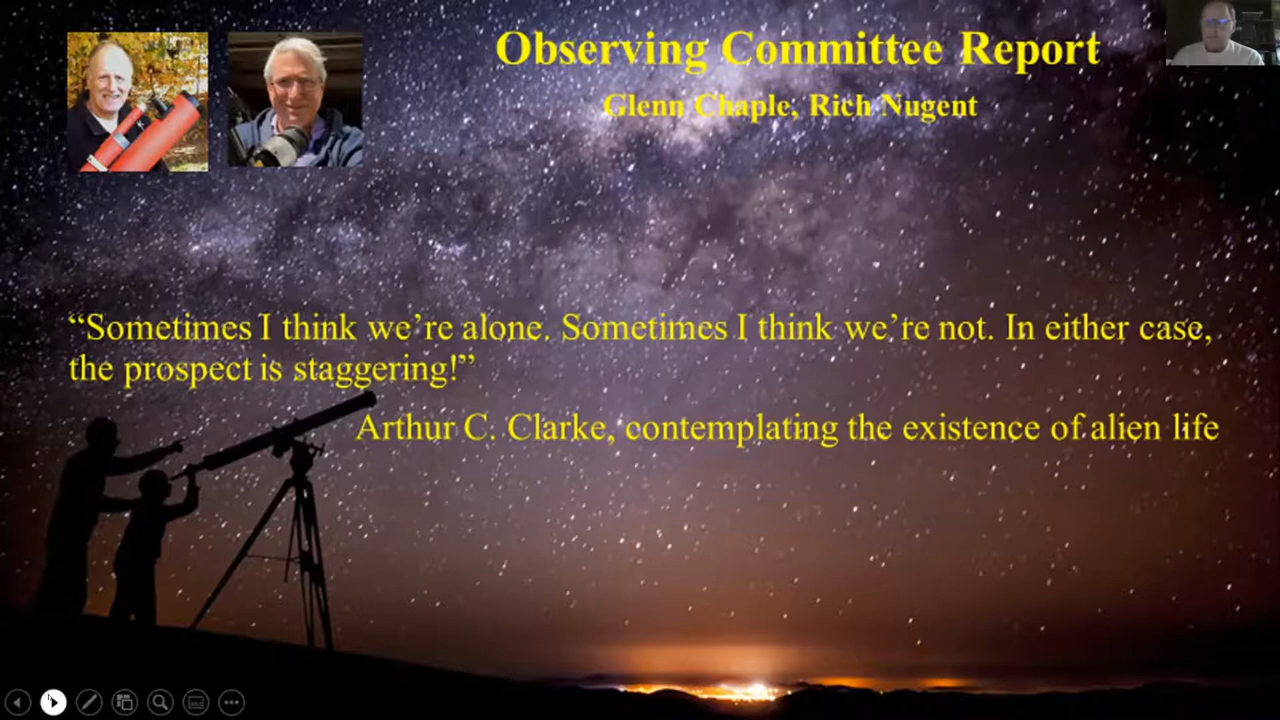 Observing Committee Report
Glenn Chaple, Rich Nugent
“Sometimes I think we’re alone. Sometimes I think we’re not. In either case,
the prospect is staggering!”
Arthur C. Clarke, contemplating the existence of alien life